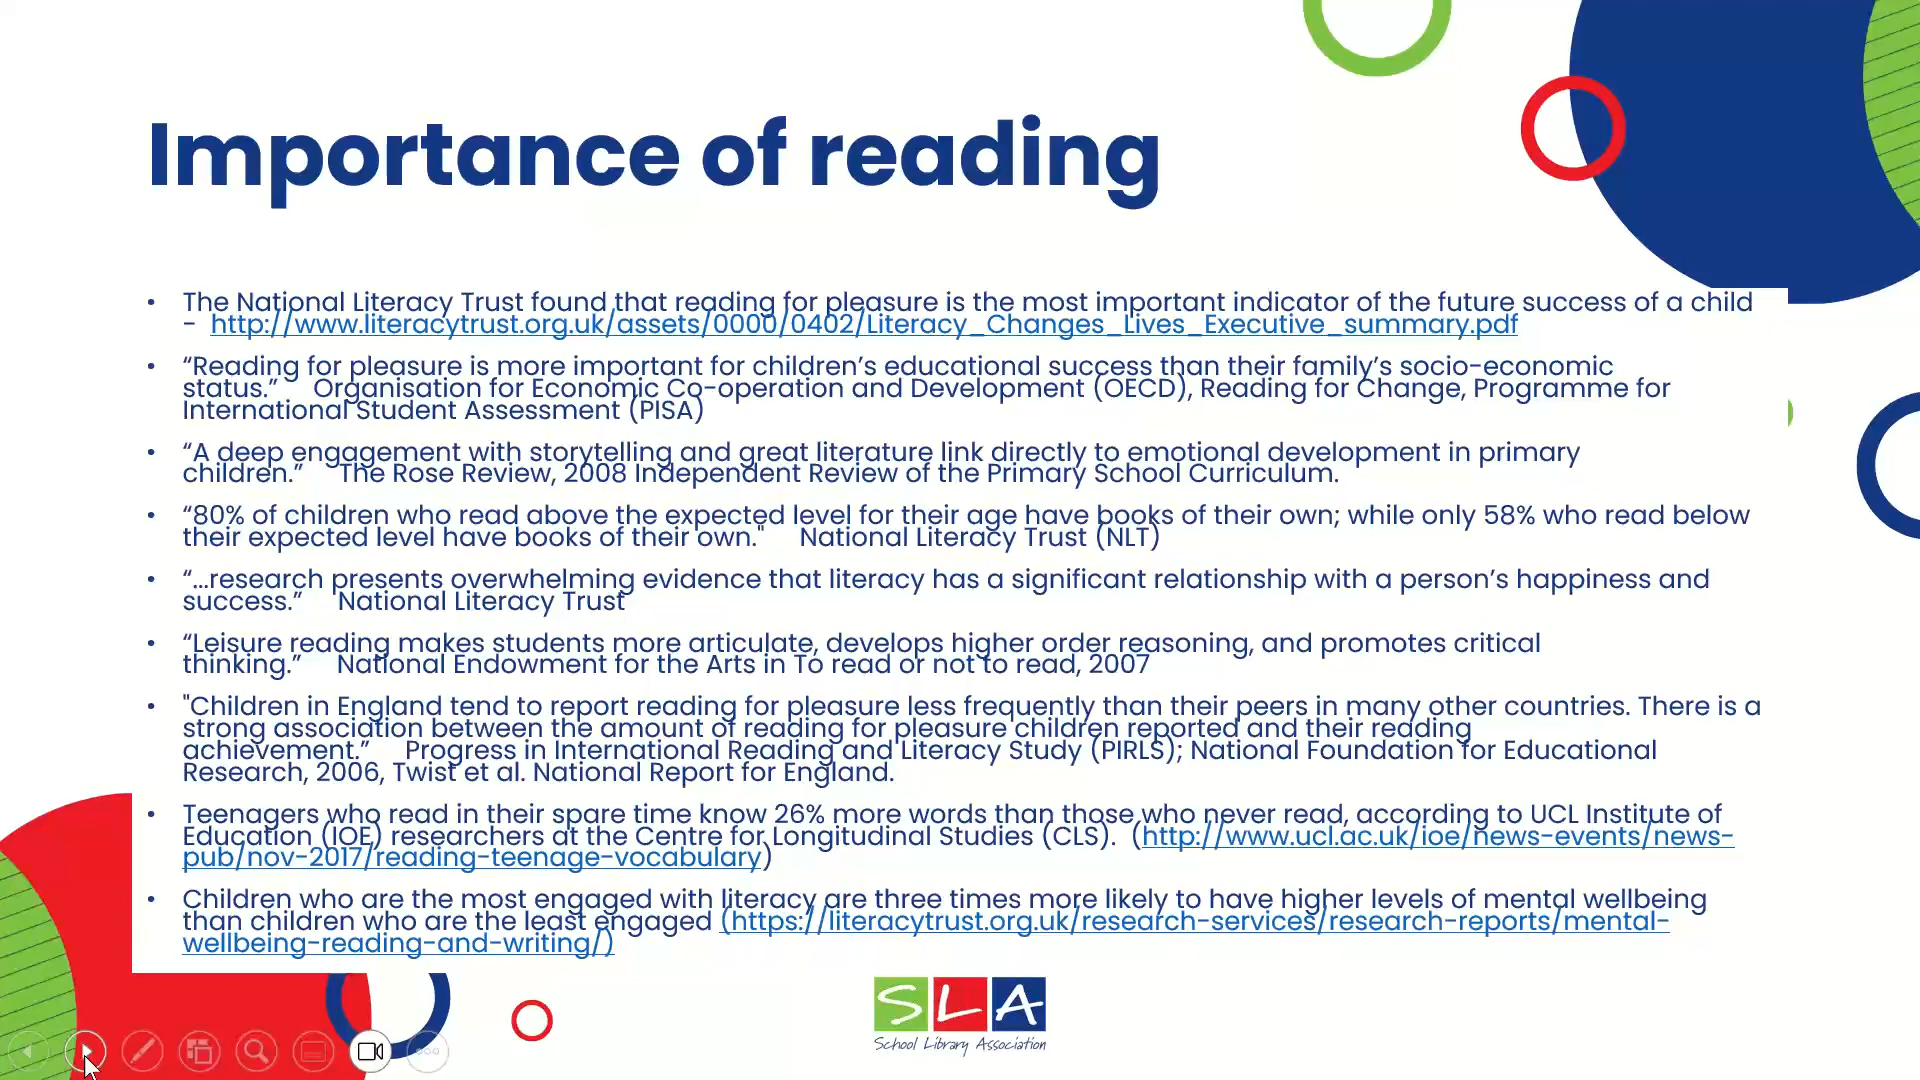 Importance of reading
• The National Literacy Trust found that reading for pleasure is the most important indicator of the future success of a child
- http://www.literacytrust.org.uk/assets/0000/0402/Literacy_Changes_Lives_Executive_summary.pdf
• “Reading for pleasure is more important for children’s educational success than their family’s socio-economic
status.” Organisation for Economic Co-operation and Development (OECD), Reading for Change, Programme for
International Student Assessment (PISA)
• “A deep engagement with storytelling and great literature link directly to emotional development in primary
children.” The Rose Review, 2008 Independent Review of the Primary School Curriculum.
• “80% of children who read above the expected level for their age have books of their own; while only 58% who read below
their expected level have books of their own." National Literacy Trust (NLT)
• “...research presents overwhelming evidence that literacy has a significant relationship with a person’s happiness and
success.” National Literacy Trust
• “Leisure reading makes students more articulate, develops higher order reasoning, and promotes critical
thinking.” National Endowment for the Arts in To read or not to read, 2007
• "Children in England tend to report reading for pleasure less frequently than their peers in many other countries. There is a
strong association between the amount of reading for pleasure children reported and their reading
achievement.” Progress in International Reading and Literacy Study (PIRLS); National Foundation for Educational
Research, 2006, Twist et al. National Report for England.
• Teenagers who read in their spare time know 26% more words than those who never read, according to UCL Institute of
Education (IOE) researchers at the Centre for Longitudinal Studies (CLS). (http://www.ucl.ac.uk/ioe/news-events/news-
pub/nov-2017/reading-teenage-vocabulary)
• Children who are the most engaged with literacy are three times more likely to have higher levels of mental wellbeing
than children who are the least engaged (https://literacytrust.org.uk/research-services/research-reports/mental-
wellbeing-reading-and-writing/)
SLA
School Library Association